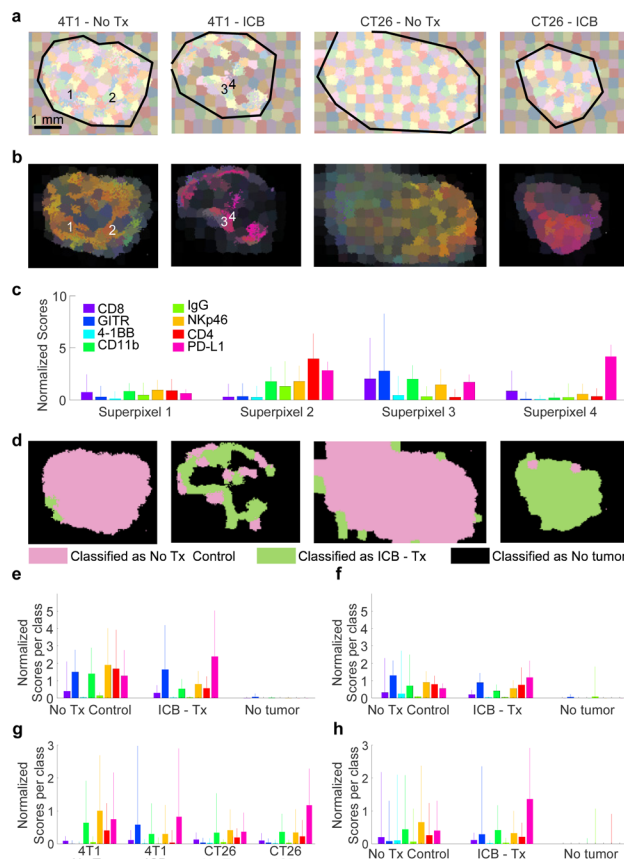 a
4T1 - No Tx
4T1 - ICB
CT26 - No Tx
CT26 - ICB
1
2
3
4
1 mm
b
1
2
3
4
c
Normalized Scores
10
5
0
CD8
GITR
4-1BB
CD11b
IgG
NKp46
CD4
PD-L1
Superpixel 1
Superpixel 2
Superpixel 3
Superpixel 4
d
Classified as No Tx Control
Classified as ICB - Tx
Classified as No tumor
e
Normalized
Scores per class
5
4
3
2
1
0
No Tx Control
ICB - Tx
No tumor
f
Normalized
Scores per class
5
4
3
2
1
0
No Tx Control
ICB - Tx
No tumor
g
Normalized
Scores per class
3
2
1
0
4T1
4T1
CT26
CT26
h
Normalized
Scores per class
3
2
1
0
No Tx Control
ICB - Tx
No tumor